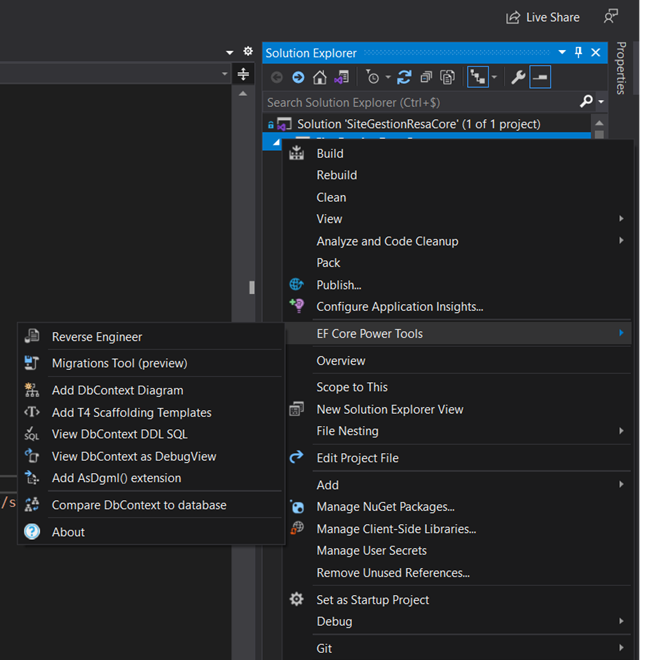 Live Share
Solution Explorer
Properties
Search Solution Explorer (Ctrl+$)
Solution 'SiteGestionResaCore' (1 of 1 project)
Build
Rebuild
Clean
View
Analyze and Code Cleanup
Pack
Publish...
Configure Application Insights...
EF Core Power Tools
Overview
Scope to This
New Solution Explorer View
File Nesting
Edit Project File
Add
Manage NuGet Packages...
Manage Client-Side Libraries...
Manage User Secrets
Remove Unused References...
Set as Startup Project
Debug
Git
Reverse Engineer
Migrations Tool (preview)
Add DbContext Diagram
Add T4 Scaffolding Templates
SQL
View DbContext DDL SQL
View DbContext as DebugView
Add AsDgml() extension
Compare DbContext to database
About
/s